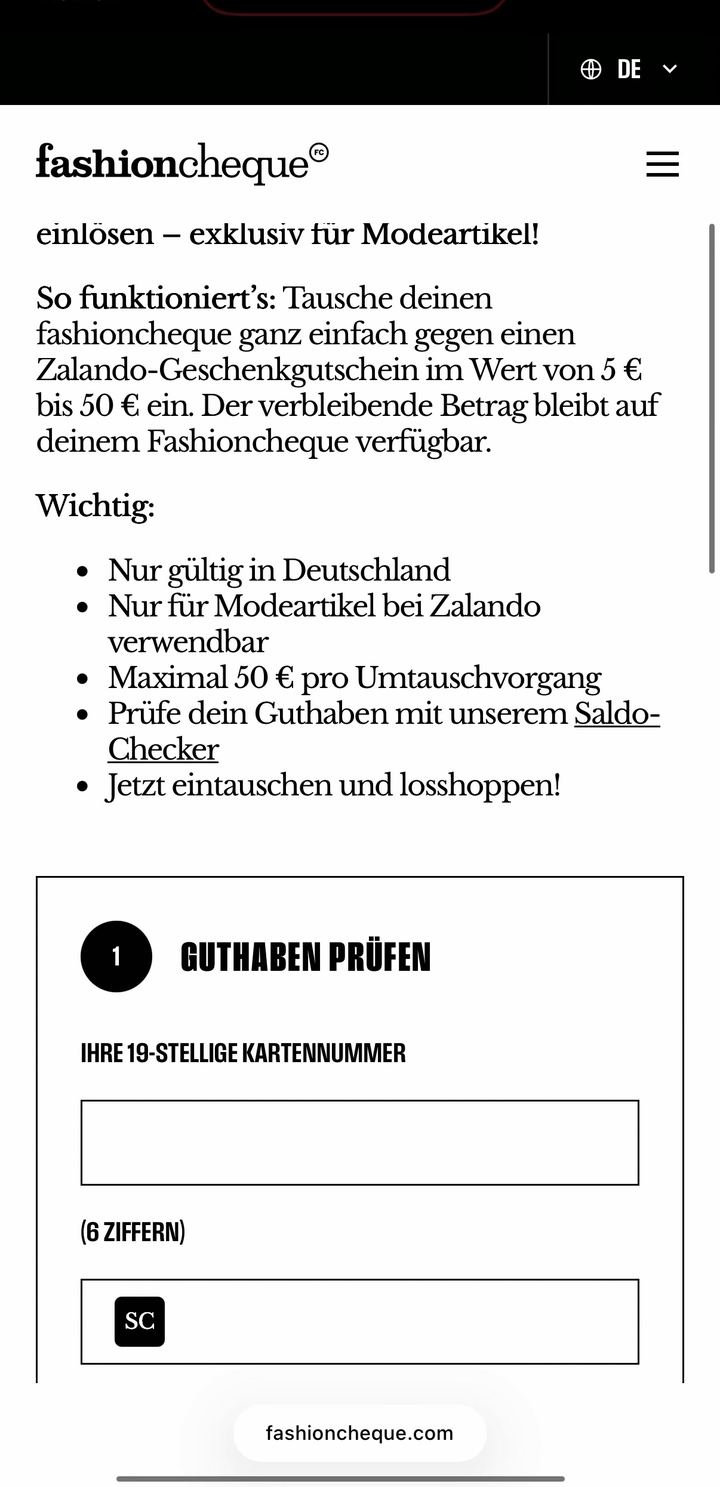 DE
fashioncheque FC
einlösen – exklusiv für Modeartikel!
So funktioniert's: Tausche deinen
fashioncheque ganz einfach gegen einen
Zalando-Geschenkgutschein im Wert von 5 €
bis 50 € ein. Der verbleibende Betrag bleibt auf
deinem Fashioncheque verfügbar.
Wichtig:
• Nur gültig in Deutschland
• Nur für Modeartikel bei Zalando
verwendbar
• Maximal 50 € pro Umtauschvorgang
• Prüfe dein Guthaben mit unserem Saldo-
Checker
• Jetzt eintauschen und losshoppen!
1 GUTHABEN PRÜFEN
IHRE 19-STELLIGE KARTENNUMMER
(6 ZIFFERN)
SC
fashioncheque.com